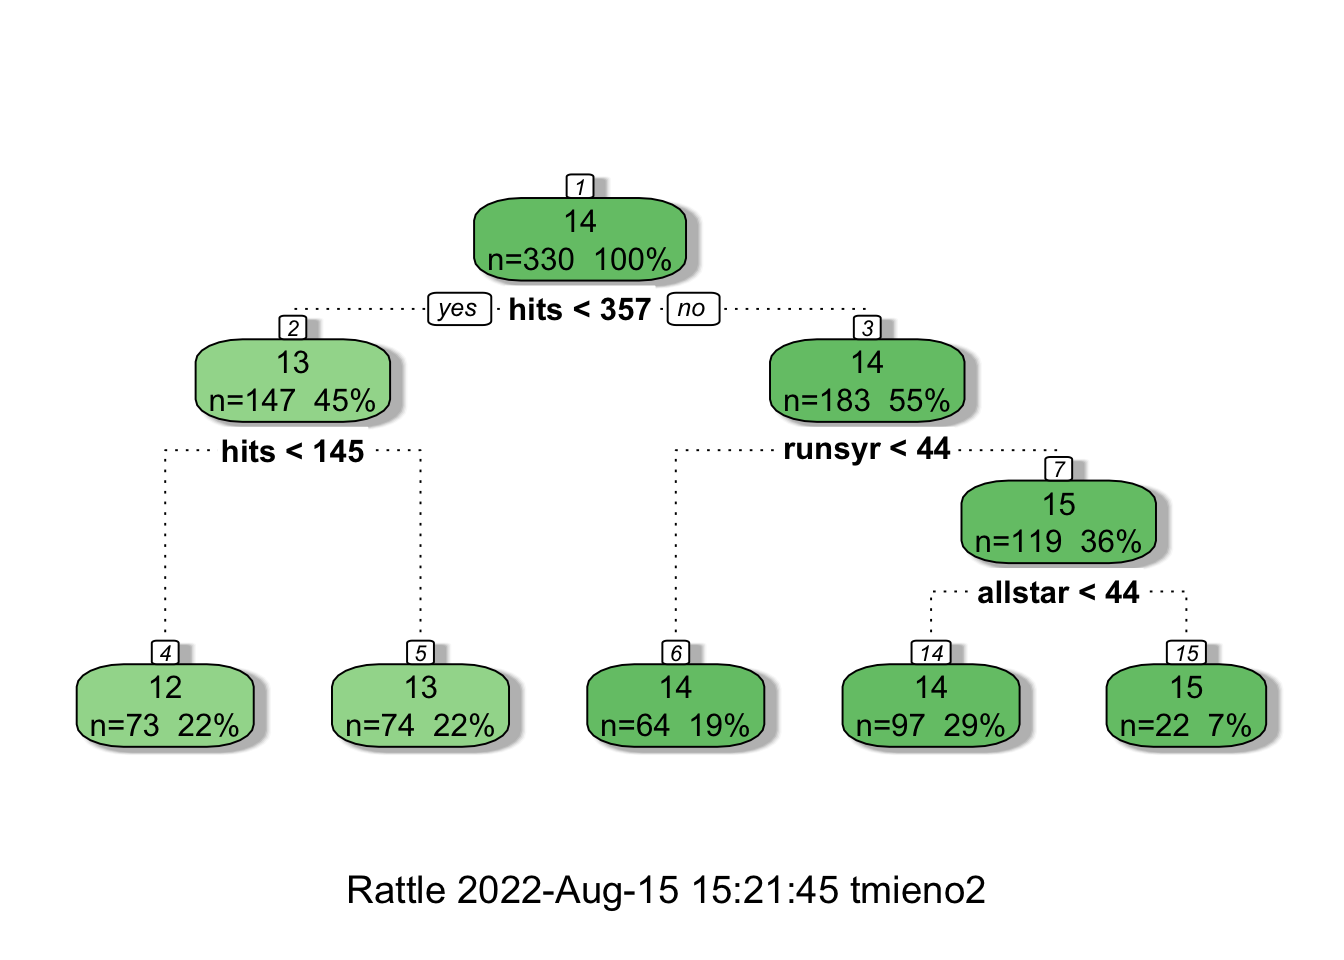 1
14
n=330 100%
yes hits < 357 no
2
13
n=147 45%
3
14
n=183 55%
hits < 145
runsyr < 44
7
15
n=119 36%
allstar < 44
4
12
n=73 22%
5
13
n=74 22%
6
14
n=64 19%
14
14
n=97 29%
15
15
n=22 7%
Rattle 2022-Aug-15 15:21:45 tmieno2